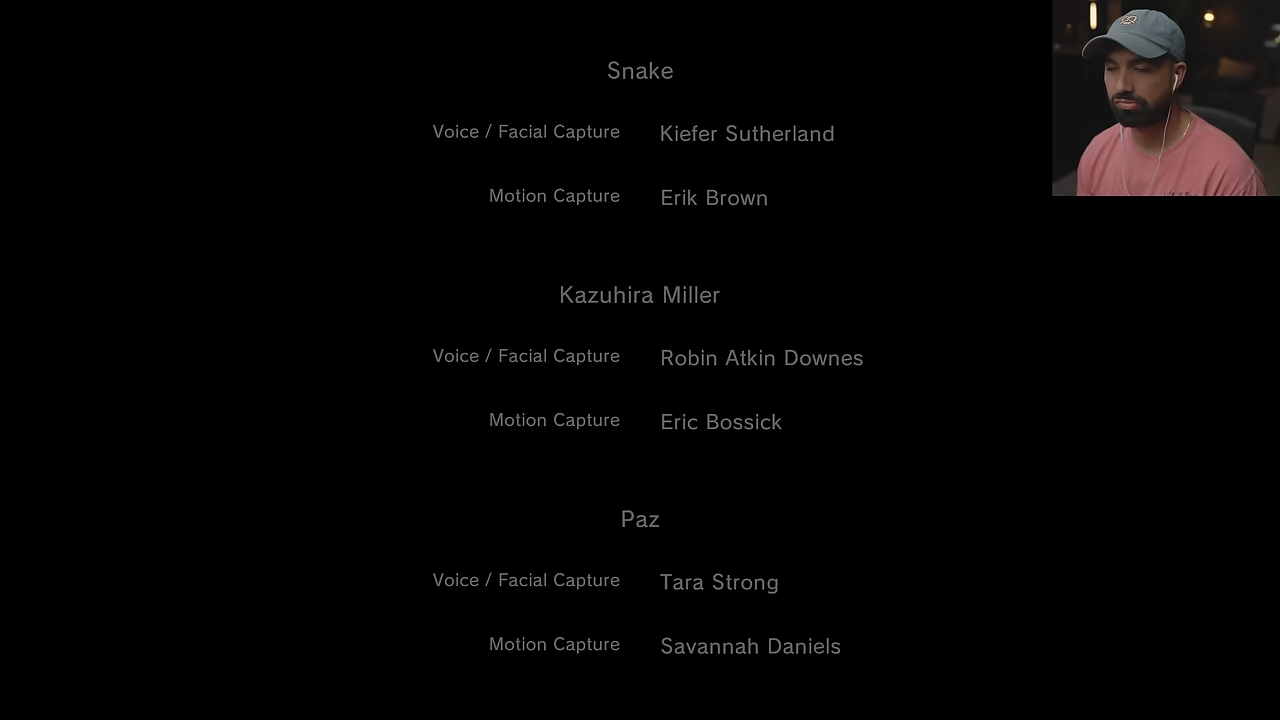 Snake
Voice / Facial Capture Kiefer Sutherland
Motion Capture Erik Brown
Kazuhira Miller
Voice / Facial Capture Robin Atkin Downes
Motion Capture Eric Bossick
Paz
Voice / Facial Capture Tara Strong
Motion Capture Savannah Daniels